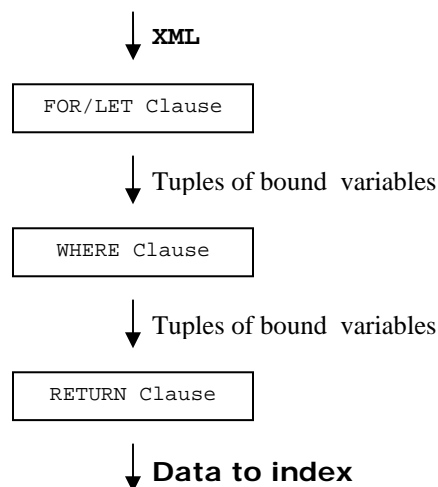 XML
FOR/LET Clause
Tuples of bound variables
WHERE Clause
Tuples of bound variables
RETURN Clause
Data to index